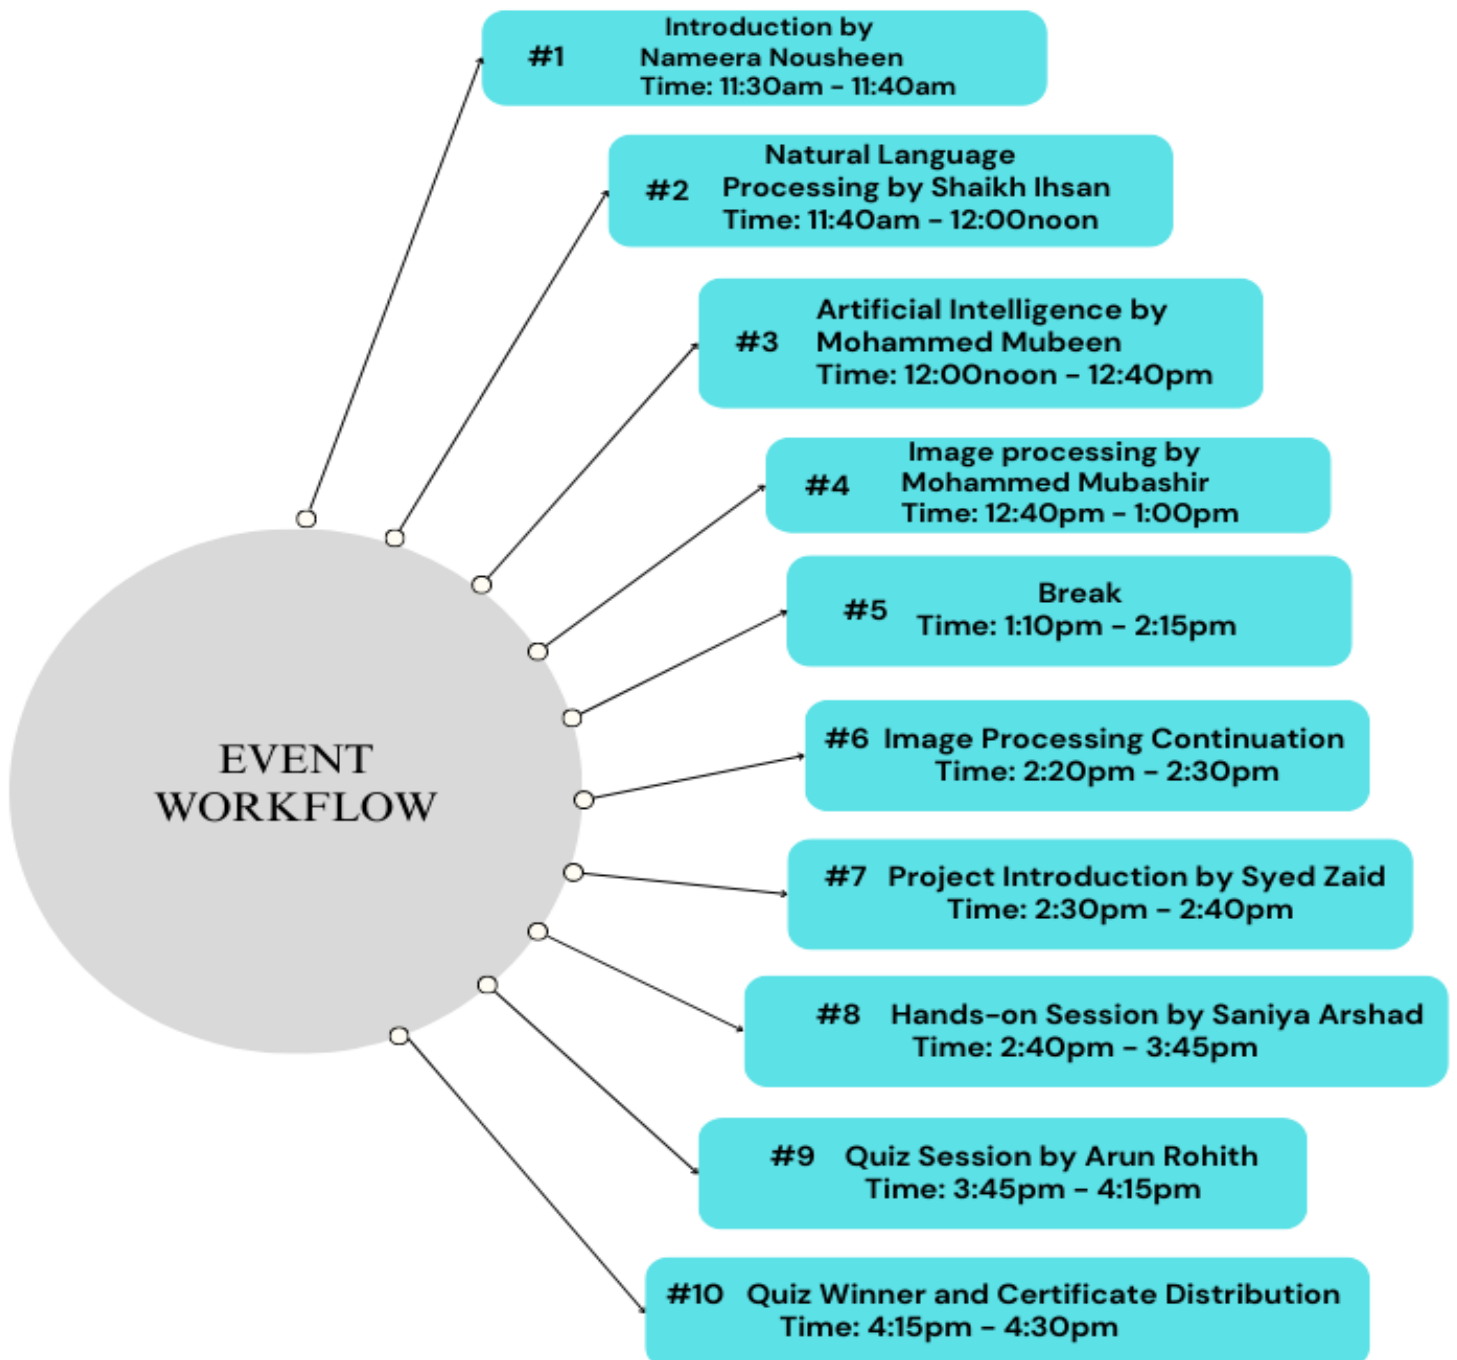 #1
Introduction by
Nameera Nousheen
Time: 11:30am - 11:40am
#2
Natural Language
Processing by Shaikh Ihsan
Time: 11:40am - 12:00noon
#3
Artificial Intelligence by
Mohammed Mubeen
Time: 12:00noon - 12:40pm
#4
Image processing by
Mohammed Mubashir
Time: 12:40pm - 1:00pm
#5
Break
Time: 1:10pm - 2:15pm
EVENT
WORKFLOW
#6 Image Processing Continuation
Time: 2:20pm - 2:30pm
#7 Project Introduction by Syed Zaid
Time: 2:30pm - 2:40pm
#8 Hands-on Session by Saniya Arshad
Time: 2:40pm - 3:45pm
#9 Quiz Session by Arun Rohith
Time: 3:45pm - 4:15pm
#10 Quiz Winner and Certificate Distribution
Time: 4:15pm - 4:30pm